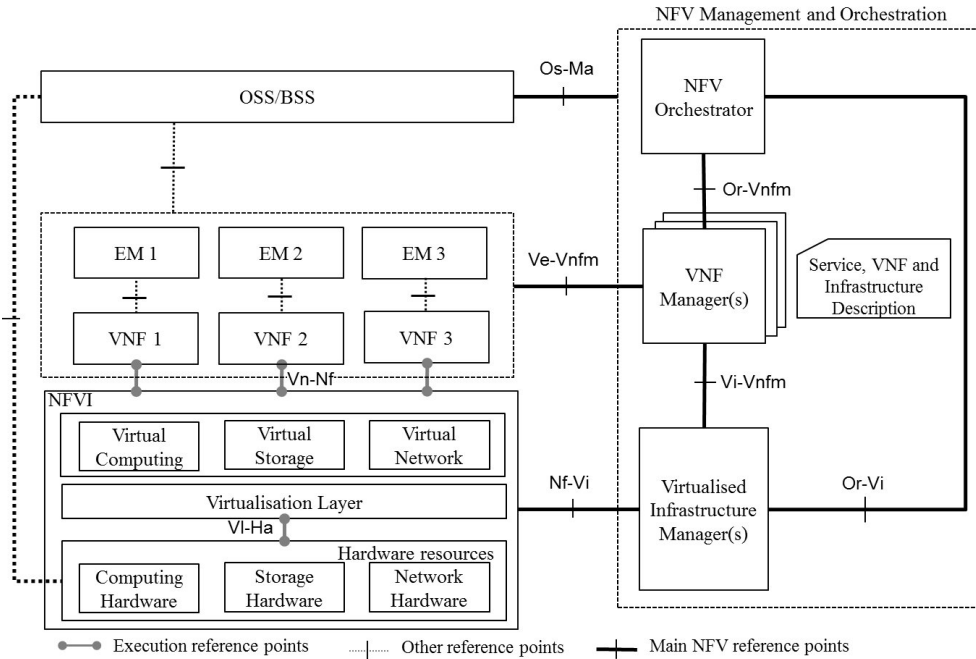 NFV Management and Orchestration
Os-Ma
OSS/BSS
NFV
Orchestrator
Or-Vnfm
EM 1
EM 2
EM 3
Ve-Vnfm
VNF
Manager(s)
Service, VNF and
Infrastructure
Description
VNF 1
VNF 2
VNF 3
Vn-Nf
Vi-Vnfm
NFVI
Virtual
Computing
Virtual
Storage
Virtual
Network
Virtualisation Layer
Nf-Vi
Virtualised
Infrastructure
Manager(s)
Or-Vi
Vl-Ha
Hardware resources
Computing
Hardware
Storage
Hardware
Network
Hardware
Execution reference points
Other reference points
Main NFV reference points